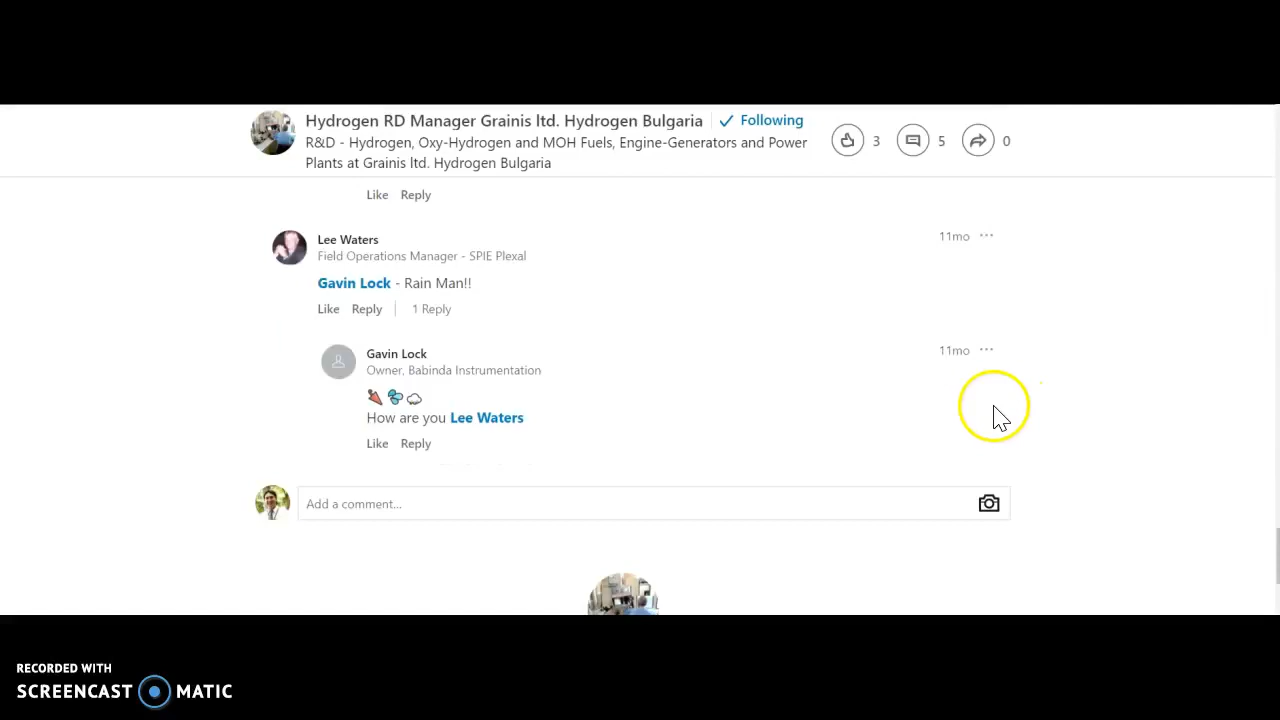 Hydrogen RD Manager Grainis ltd. Hydrogen Bulgaria Following
R&D - Hydrogen, Oxy-Hydrogen and MOH Fuels, Engine-Generators and Power
Plants at Grainis ltd. Hydrogen Bulgaria
3 5 0
Like Reply
Lee Waters 11mo
Field Operations Manager - SPIE Plexal
Gavin Lock - Rain Man!!
Like Reply 1 Reply
Gavin Lock 11mo
Owner, Babinda Instrumentation
How are you Lee Waters
Like Reply
Add a comment...
RECORDED WITH
SCREENCAST MATIC